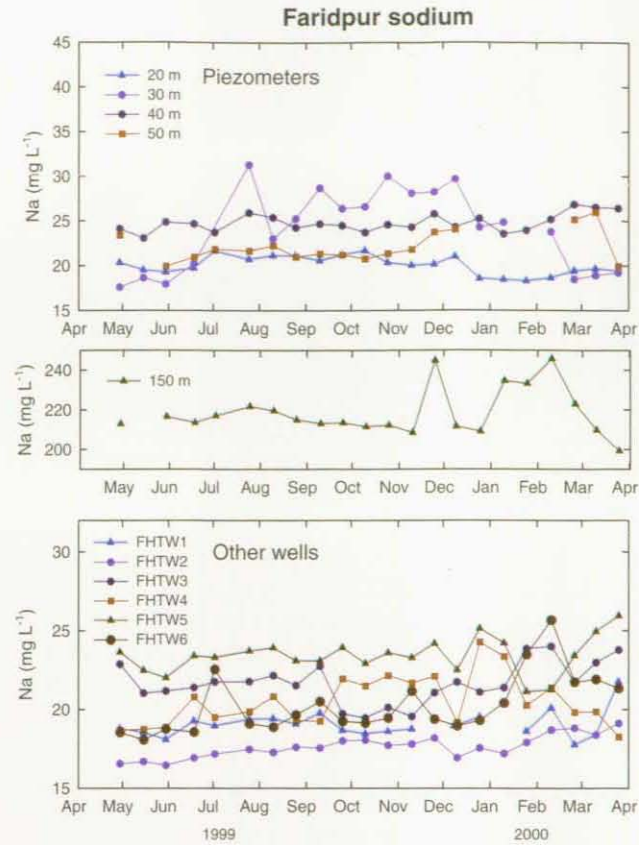 Faridpur sodium
45
40
35
30
25
20
15
Na (mg L⁻¹)
20 m
30 m
40 m
50 m
Piezometers
Apr May Jun Jul Aug Sep Oct Nov Dec Jan Feb Mar Apr
240
220
200
Na (mg L⁻¹)
150 m
May Jun Jul Aug Sep Oct Nov Dec Jan Feb Mar Apr
30
25
20
15
Na (mg L⁻¹)
FHTW1
FHTW2
FHTW3
FHTW4
FHTW5
FHTW6
Other wells
Apr May Jun Jul Aug Sep Oct Nov Dec Jan Feb Mar Apr
1999 2000